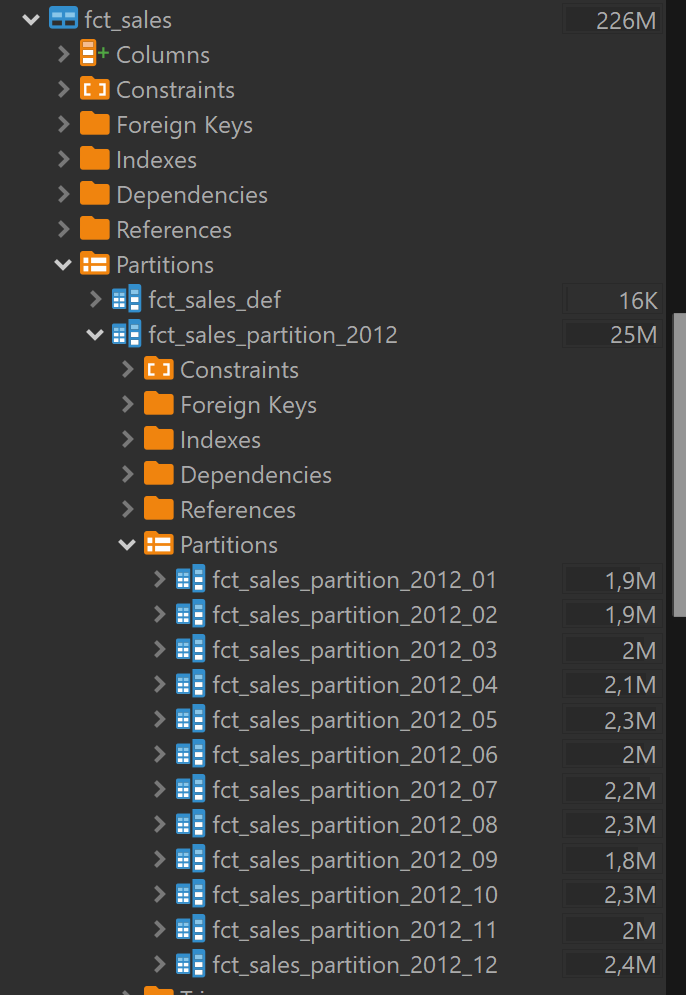 fct_sales 226M
Columns
Constraints
Foreign Keys
Indexes
Dependencies
References
Partitions
fct_sales_def 16K
fct_sales_partition_2012 25M
Constraints
Foreign Keys
Indexes
Dependencies
References
Partitions
fct_sales_partition_2012_01 1,9M
fct_sales_partition_2012_02 1,9M
fct_sales_partition_2012_03 2M
fct_sales_partition_2012_04 2,1M
fct_sales_partition_2012_05 2,3M
fct_sales_partition_2012_06 2M
fct_sales_partition_2012_07 2,2M
fct_sales_partition_2012_08 2,3M
fct_sales_partition_2012_09 1,8M
fct_sales_partition_2012_10 2,3M
fct_sales_partition_2012_11 2M
fct_sales_partition_2012_12 2,4M